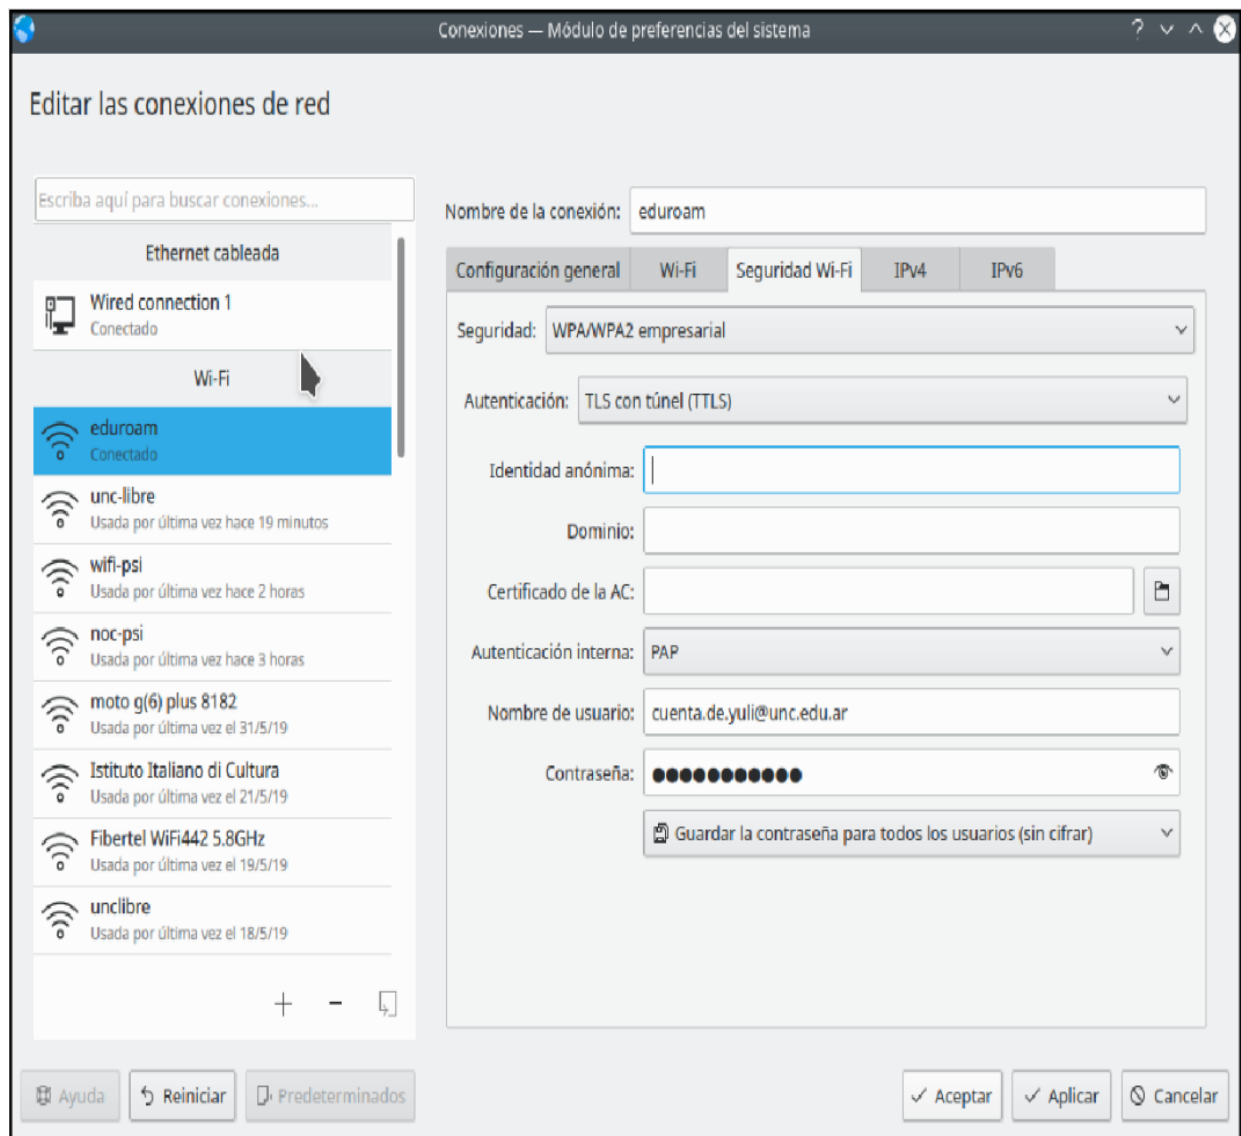 Conexiones — Módulo de preferencias del sistema
Editar las conexiones de red
Escriba aquí para buscar conexiones...
Ethernet cableada
Wired connection 1
Conectado
Wi-Fi
eduroam
Conectado
unc-libre
Usada por última vez hace 19 minutos
wifi-psi
Usada por última vez hace 2 horas
noc-psi
Usada por última vez hace 3 horas
moto g(6) plus 8182
Usada por última vez el 31/5/19
Istituto Italiano di Cultura
Usada por última vez el 21/5/19
Fibertel WiFi442 5.8GHz
Usada por última vez el 19/5/19
unclibre
Usada por última vez el 18/5/19
Nombre de la conexión: eduroam
Configuración general Wi-Fi Seguridad Wi-Fi IPv4 IPv6
Seguridad: WPA/WPA2 empresarial
Autenticación: TLS con túnel (TTLS)
Identidad anónima:
Dominio:
Certificado de la AC:
Autenticación interna: PAP
Nombre de usuario: cuenta.de.yuli@unc.edu.ar
Contraseña: ●●●●●●●●●●●
Guardar la contraseña para todos los usuarios (sin cifrar)
Ayuda Reiniciar Predeterminados Aceptar Aplicar Cancelar